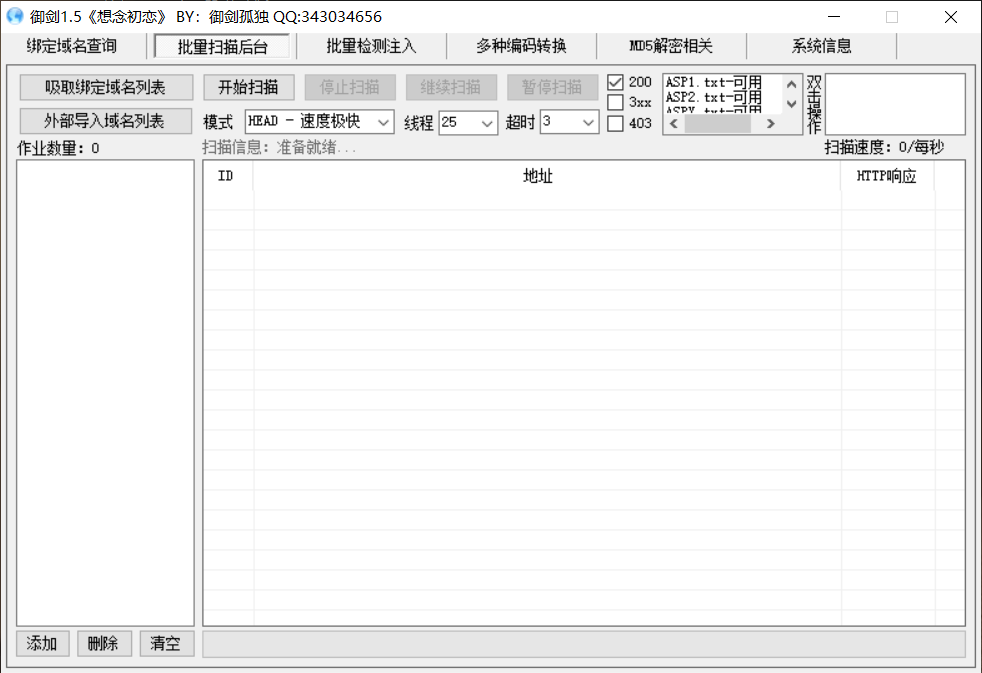 御剑1.5《想念初恋》 BY：御剑孤独 QQ:343034656
绑定域名查询 批量扫描后台 批量检测注入 多种编码转换 MD5解密相关 系统信息
吸取绑定域名列表 开始扫描 停止扫描 继续扫描 暂停扫描
200
3xx
403
ASP1.txt-可用
ASP2.txt-可用
双击操作
外部导入域名列表 模式 HEAD - 速度极快 线程 25 超时 3
作业数量: 0 扫描信息: 准备就绪... 扫描速度: 0/每秒
ID 地址 HTTP响应
添加 删除 清空